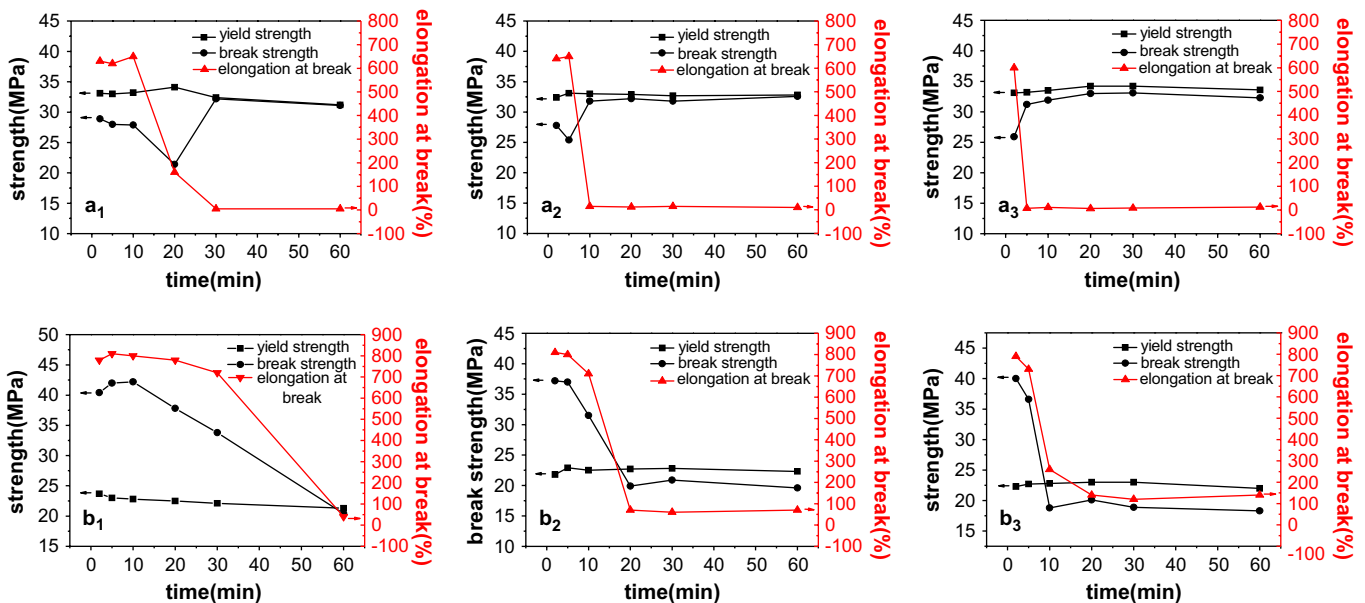 strength(MPa)
45
40
35
30
25
20
15
10
yield strength
break strength
elongation at break
a1
800
700
600
500
400
300
200
100
0
-100
elongation at break(%)
0 10 20 30 40 50 60
time(min)
strength(MPa)
45
40
35
30
25
20
15
10
yield strength
break strength
elongation at break
a2
800
700
600
500
400
300
200
100
0
-100
elongation at break(%)
0 10 20 30 40 50 60
time(min)
strength(MPa)
45
40
35
30
25
20
15
10
yield strength
break strength
elongation at break
a3
800
700
600
500
400
300
200
100
0
-100
elongation at break(%)
0 10 20 30 40 50 60
time(min)
strength(MPa)
50
45
40
35
30
25
20
15
yield strength
break strength
elongation at
break
b1
900
800
700
600
500
400
300
200
100
0
-100
elongation at break(%)
0 10 20 30 40 50 60
time(min)
break strength(MPa)
45
40
35
30
25
20
15
10
yield strength
break strength
elongation at break
b2
900
800
700
600
500
400
300
200
100
0
-100
elongation at break(%)
0 10 20 30 40 50 60
time(min)
strength(MPa)
45
40
35
30
25
20
15
yield strength
break strength
elongation at break
b3
900
800
700
600
500
400
300
200
100
0
-100
elongation at break(%)
0 10 20 30 40 50 60
time(min)